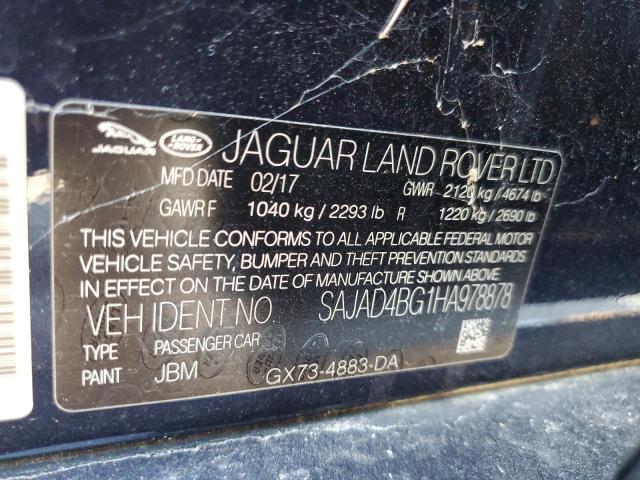 JAGUAR LAND-ROVER JAGUAR LAND ROVER LTD
MFD DATE 02/17 GWR - 2120 kg / 4674 lb
GAWR F 1040 kg / 2293 lb R 1220 kg / 2690 lb
THIS VEHICLE CONFORMS TO ALL APPLICABLE FEDERAL MOTOR
VEHICLE SAFETY, BUMPER AND THEFT PREVENTION STANDARDS
IN EFFECT ON THE DATE OF MANUFACTURE SHOWN ABOVE
VEH IDENT NO. SAJAD4BG1HA978878
TYPE PASSENGER CAR
PAINT JBM GX73-4883-DA